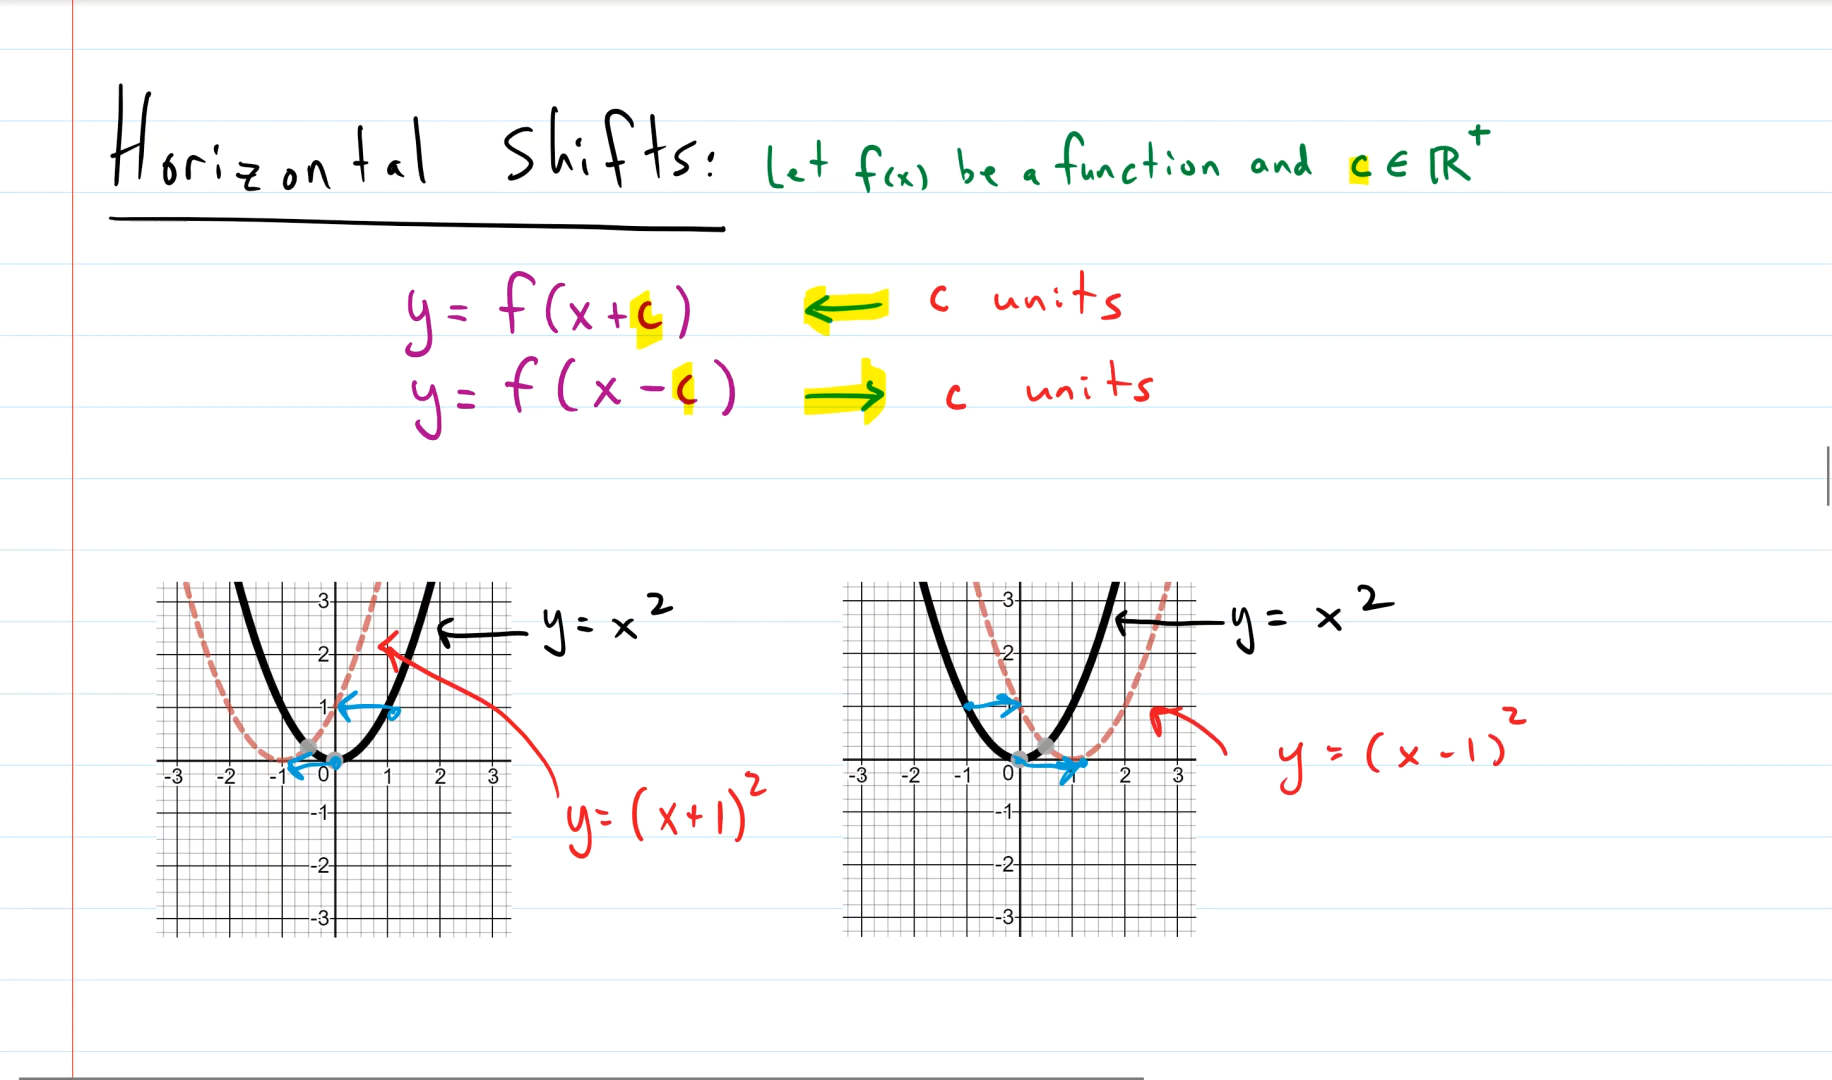 Horizontal Shifts: Let f(x) be a function and c ∈ ℝ⁺
y = f(x+c) ← c units
y = f(x-c) → c units
y = x²
3
2
1
-3 -2 -1 0 1 2 3
-1
-2
-3
y = (x+1)²
y = x²
3
2
-3 -2 -1 0 1 2 3
-1
-2
-3
y = (x-1)²